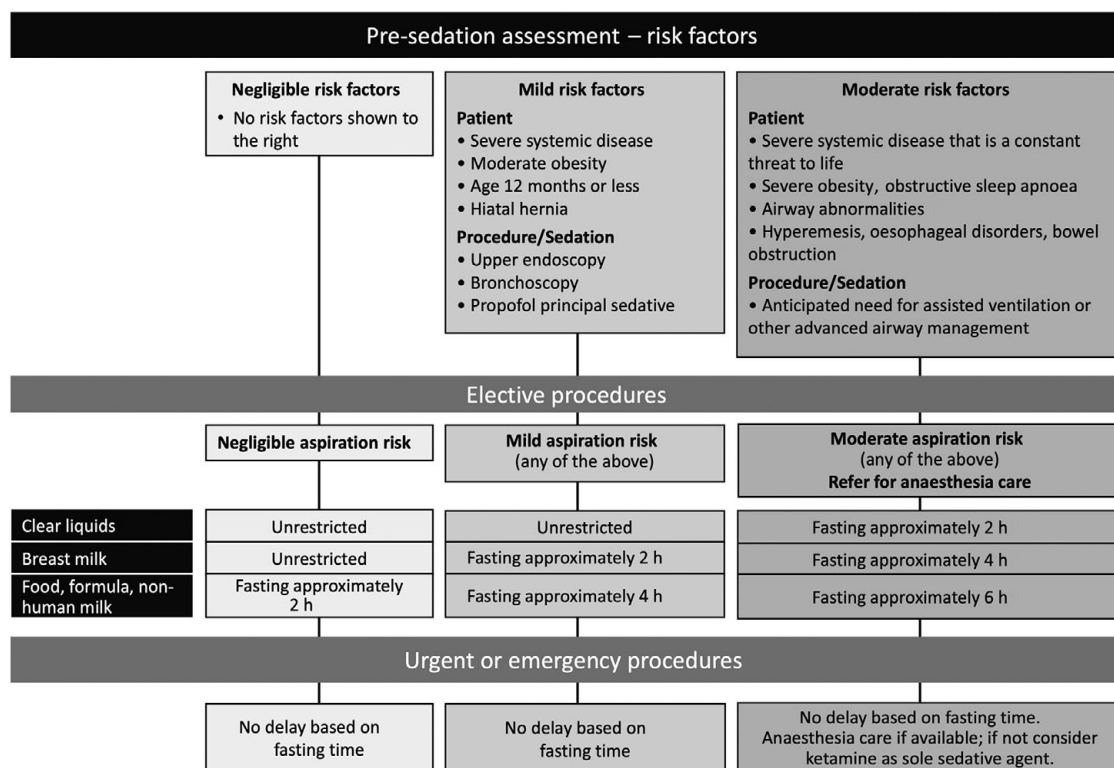 Pre-sedation assessment – risk factors
Negligible risk factors
• No risk factors shown to
the right
Mild risk factors
Patient
• Severe systemic disease
• Moderate obesity
• Age 12 months or less
• Hiatal hernia
Procedure/Sedation
• Upper endoscopy
• Bronchoscopy
• Propofol principal sedative
Moderate risk factors
Patient
• Severe systemic disease that is a constant
threat to life
• Severe obesity, obstructive sleep apnoea
• Airway abnormalities
• Hyperemesis, oesophageal disorders, bowel
obstruction
Procedure/Sedation
• Anticipated need for assisted ventilation or
other advanced airway management
Elective procedures
Negligible aspiration risk
Mild aspiration risk
(any of the above)
Moderate aspiration risk
(any of the above)
Refer for anaesthesia care
Clear liquids
Unrestricted
Unrestricted
Fasting approximately 2 h
Breast milk
Unrestricted
Fasting approximately 2 h
Fasting approximately 4 h
Food, formula, non-
human milk
Fasting approximately
2 h
Fasting approximately 4 h
Fasting approximately 6 h
Urgent or emergency procedures
No delay based on
fasting time
No delay based on
fasting time
No delay based on fasting time.
Anaesthesia care if available; if not consider
ketamine as sole sedative agent.